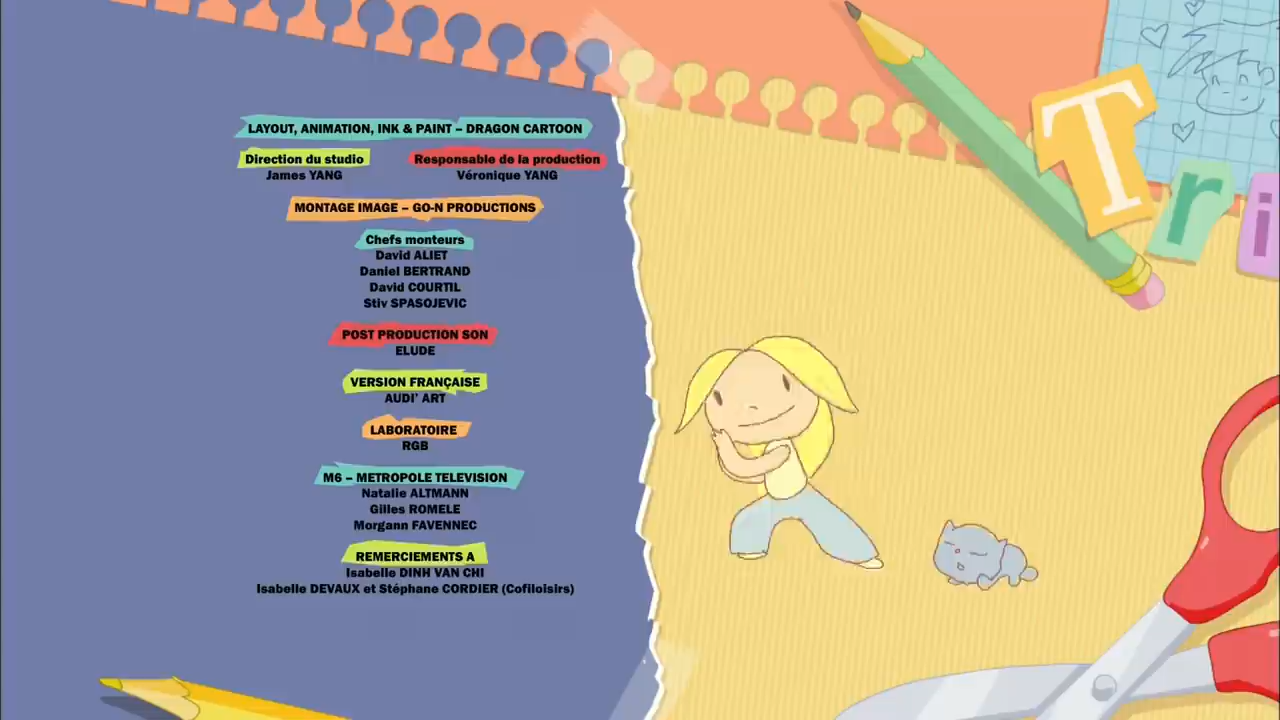 LAYOUT, ANIMATION, INK & PAINT – DRAGON CARTOON
Direction du studio Responsable de la production
James YANG Véronique YANG
MONTAGE IMAGE – GO-N PRODUCTIONS
Chefs monteurs
David ALIET
Daniel BERTRAND
David COURTIL
Stiv SPASOJEVIC
POST PRODUCTION SON
ELUDE
VERSION FRANÇAISE
AUDI' ART
LABORATOIRE
RGB
M6 – METROPOLE TELEVISION
Natalie ALTMANN
Gilles ROMELE
Morgann FAVENNEC
REMERCIEMENTS A
Isabelle DINH VAN CHI
Isabelle DEVAUX et Stéphane CORDIER (Cofiloisirs)
Tri